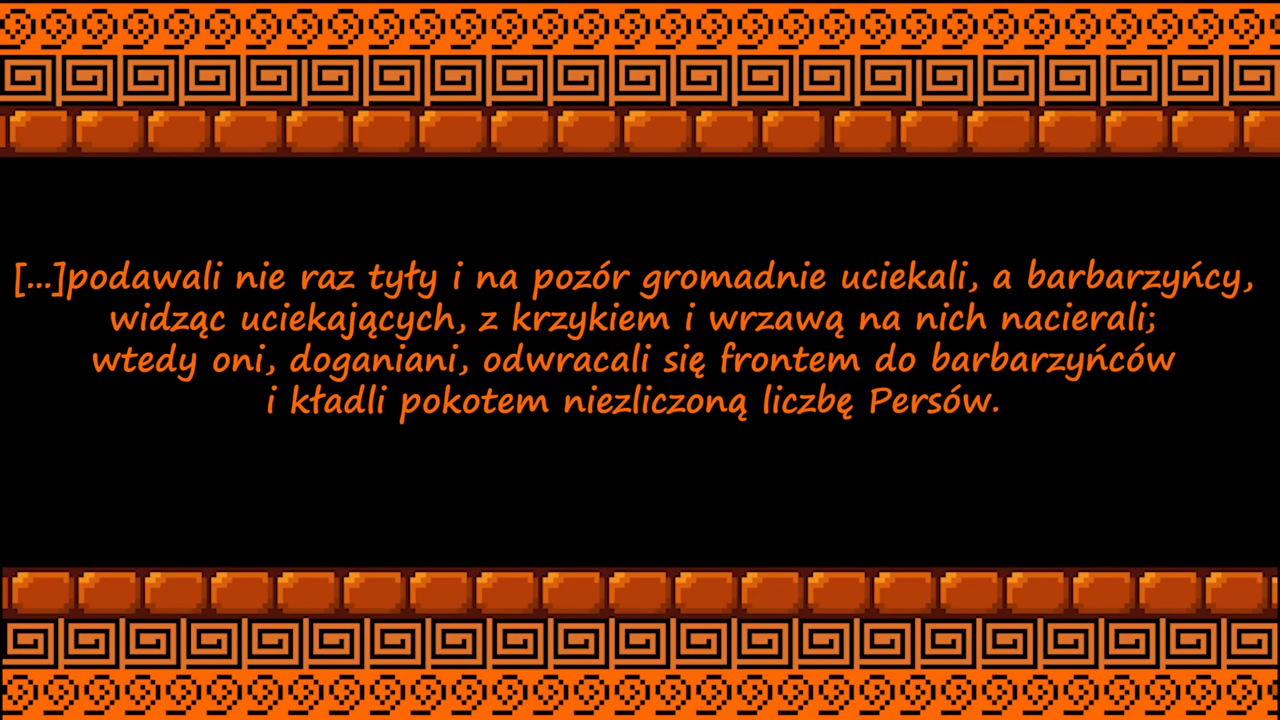 [...]podawali nie raz tyły i na pozór gromadnie uciekali, a barbarzyńcy,
widząc uciekających, z krzykiem i wrzawą na nich nacierali;
wtedy oni, doganiani, odwracali się frontem do barbarzyńców
i kładli pokotem niezliczoną liczbę Persów.